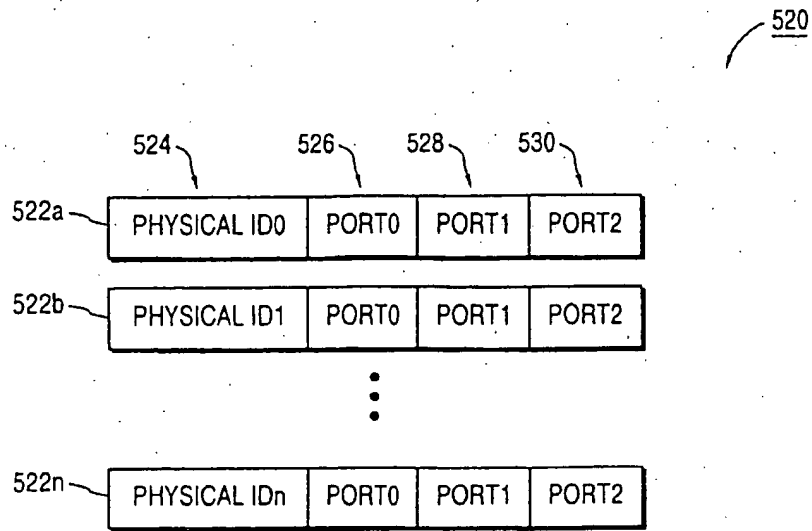 520
524 526 528 530
522a PHYSICAL ID0 PORT0 PORT1 PORT2
522b PHYSICAL ID1 PORT0 PORT1 PORT2
522n PHYSICAL IDn PORT0 PORT1 PORT2